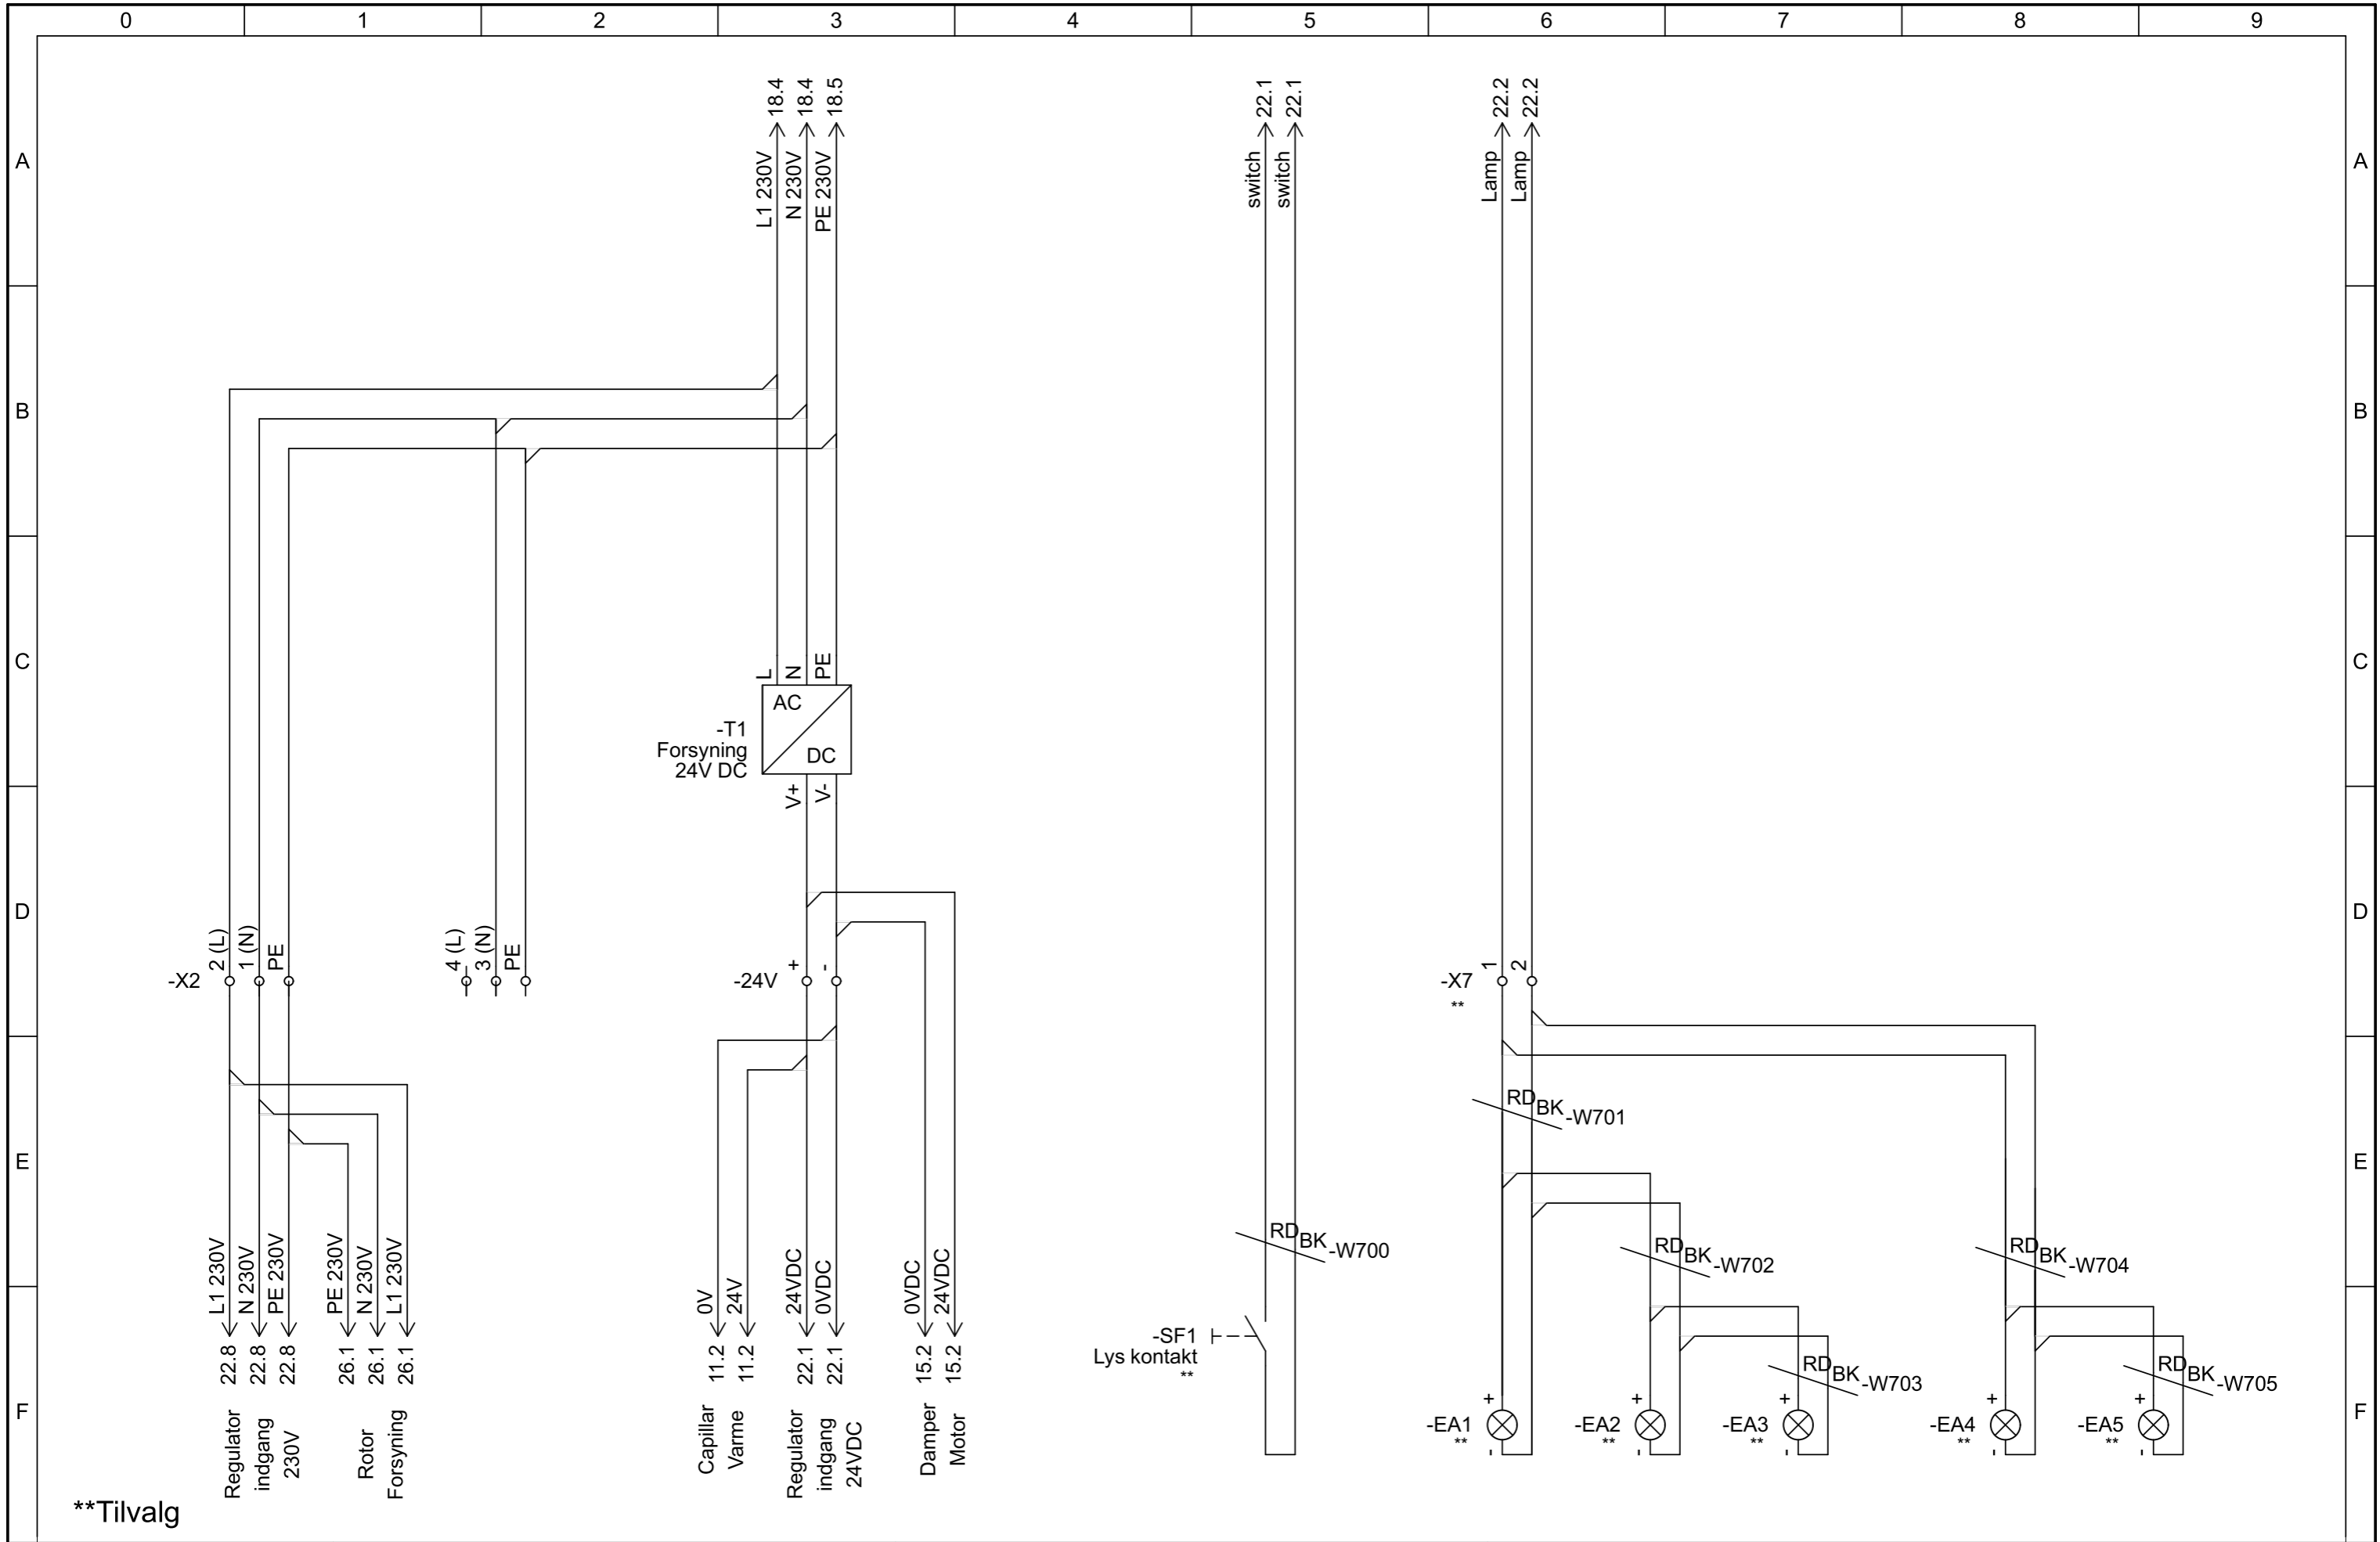 0 1 2 3 4 5 6 7 8 9
18.4 18.4 18.5 22.1 22.1 22.2 22.2
L1 230V N 230V PE 230V switch switch Lamp Lamp
A A
B B
C C
L N PE
AC
DC
-T1
Forsyning
24V DC
V+ V-
D D
-X2 2 (L) 1 (N) PE 4 (L) 3 (N) PE
-24V + -
-X7 1 2
**
RD BK -W701
E E
RD BK -W700
RD BK -W702
RD BK -W704
L1 230V N 230V PE 230V PE 230V N 230V L1 230V
0V 24V 24VDC 0VDC 0VDC 24VDC
22.8 22.8 22.8 26.1 26.1 26.1
11.2 11.2 22.1 22.1 15.2 15.2
-SF1
Lys kontakt
**
RD BK -W703
RD BK -W705
F F
Regulator
indgang
230V
Rotor
Forsyning
Capillar
Varme
Regulator
indgang
24VDC
Damper
Motor
-EA1 ** + -
-EA2 ** + -
-EA3 ** + -
-EA4 ** + -
-EA5 ** + -
**Tilvalg